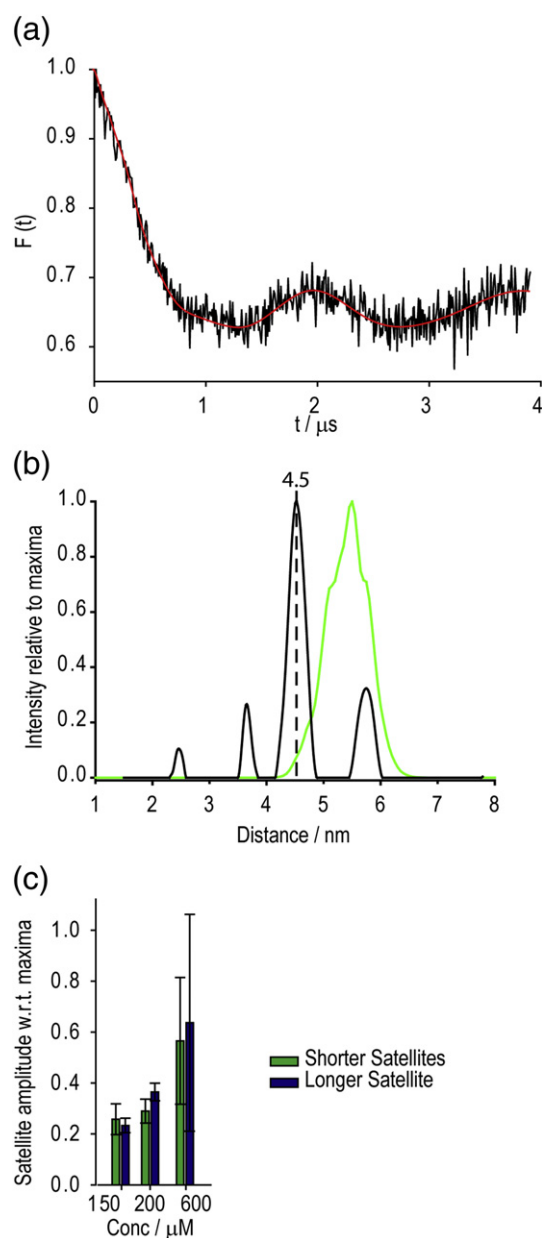 (a)
1.0
0.9
0.8
0.7
0.6
F (t)
0 1 2 3 4
t / μs
(b)
4.5
1.0
0.8
0.6
0.4
0.2
0.0
Intensity relative to maxima
1 2 3 4 5 6 7 8
Distance / nm
(c)
1.0
0.8
0.6
0.4
0.2
0.0
Satellite amplitude w.r.t. maxima
150 200 600
Conc / μM
Shorter Satellites
Longer Satellite